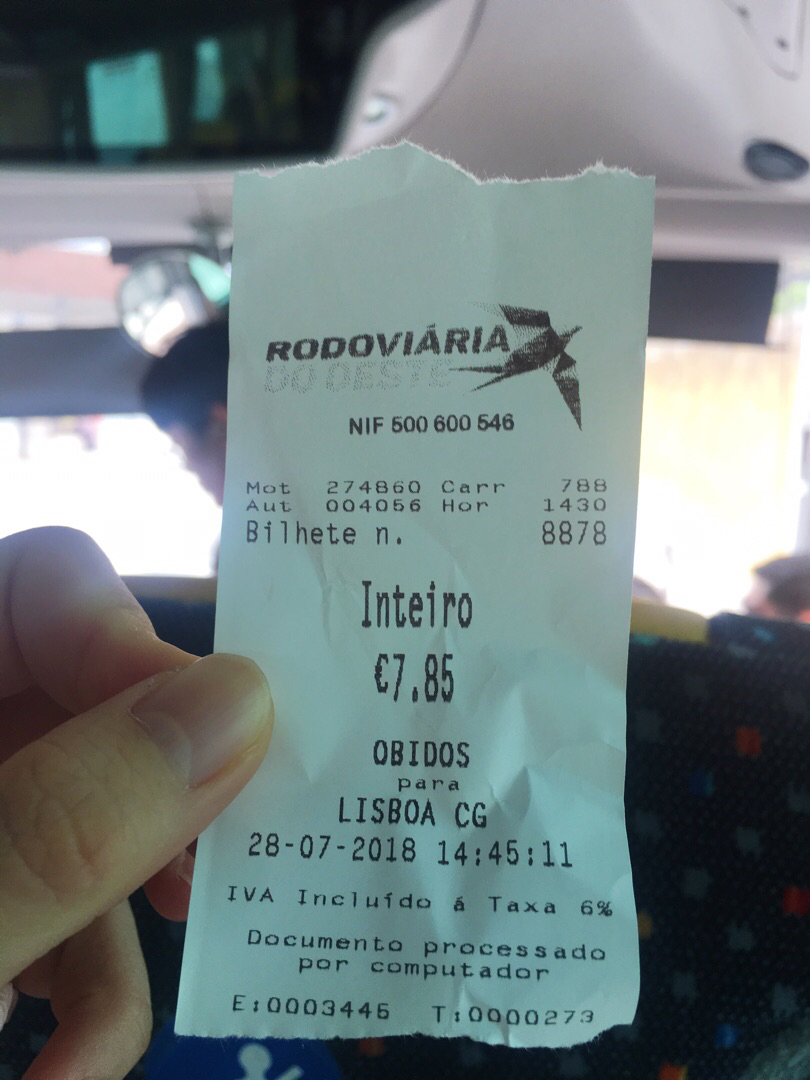 RODOVIÁRIA
DO OESTE
NIF 500 600 546
Mot 274860 Carr 788
Aut 004056 Hor 1430
Bilhete n. 8878
Inteiro
€7.85
OBIDOS
para
LISBOA CG
28-07-2018 14:45:11
IVA Incluído á Taxa 6%
Documento processado
por computador
E:0003446 T:0000273